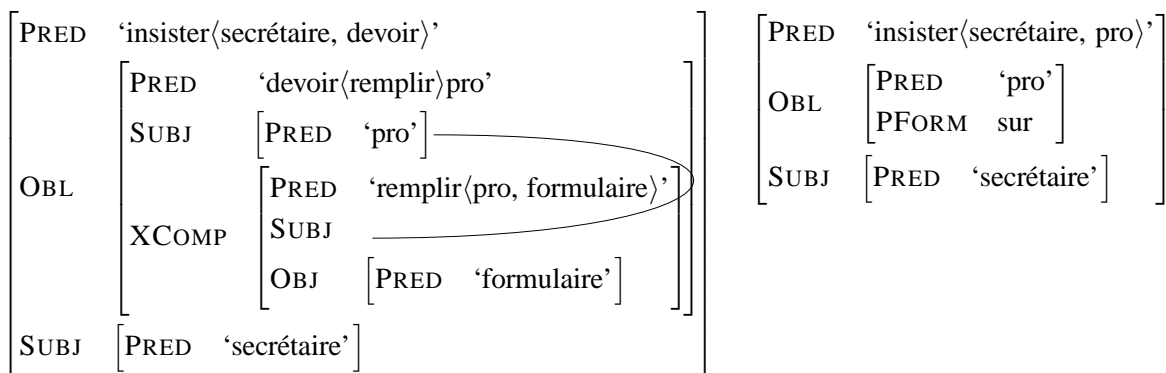 PRED ‘insister⟨secrétaire, devoir⟩’
PRED ‘devoir⟨remplir⟩pro’
SUBJ [PRED ‘pro’]
OBL
PRED ‘remplir⟨pro, formulaire⟩’
XCOMP SUBJ
OBJ [PRED ‘formulaire’]
SUBJ [PRED ‘secrétaire’]
PRED ‘insister⟨secrétaire, pro⟩’
PRED ‘pro’
OBL
PFORM sur
SUBJ [PRED ‘secrétaire’]